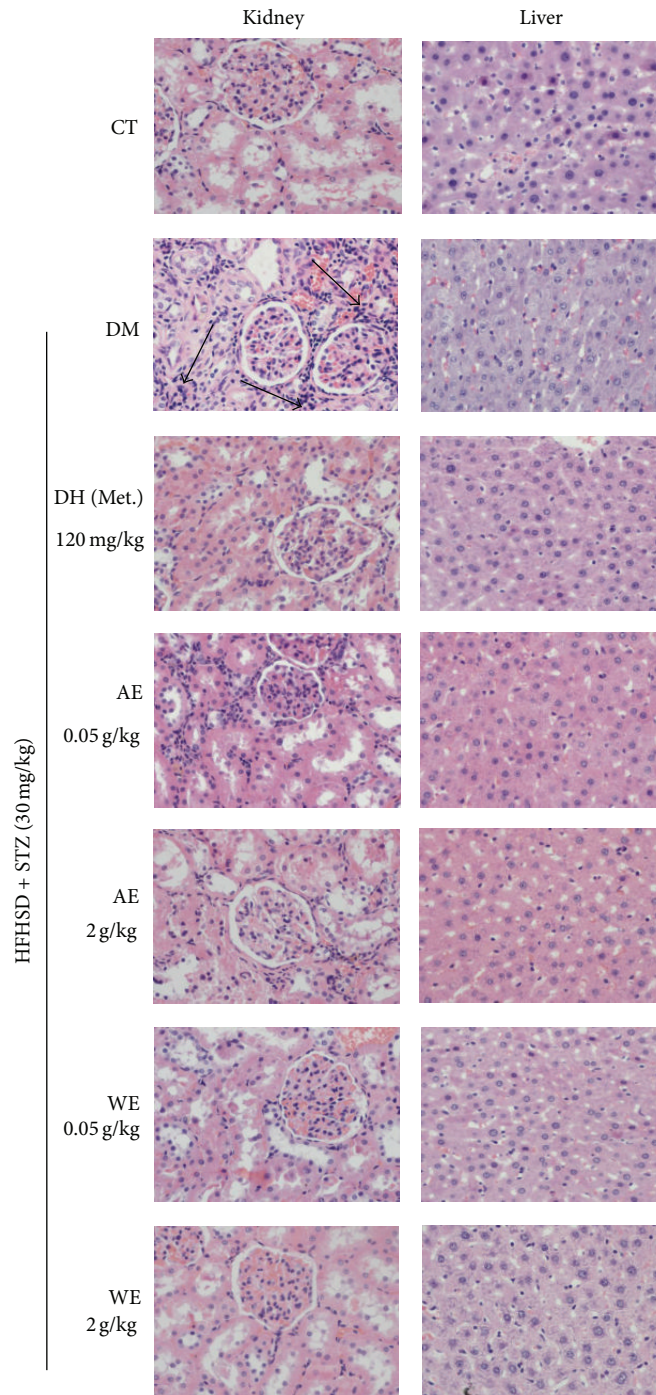 Kidney
Liver
CT
DM
DH (Met.)
120 mg/kg
AE
0.05 g/kg
AE
2 g/kg
WE
0.05 g/kg
WE
2 g/kg
HFHSD + STZ (30 mg/kg)